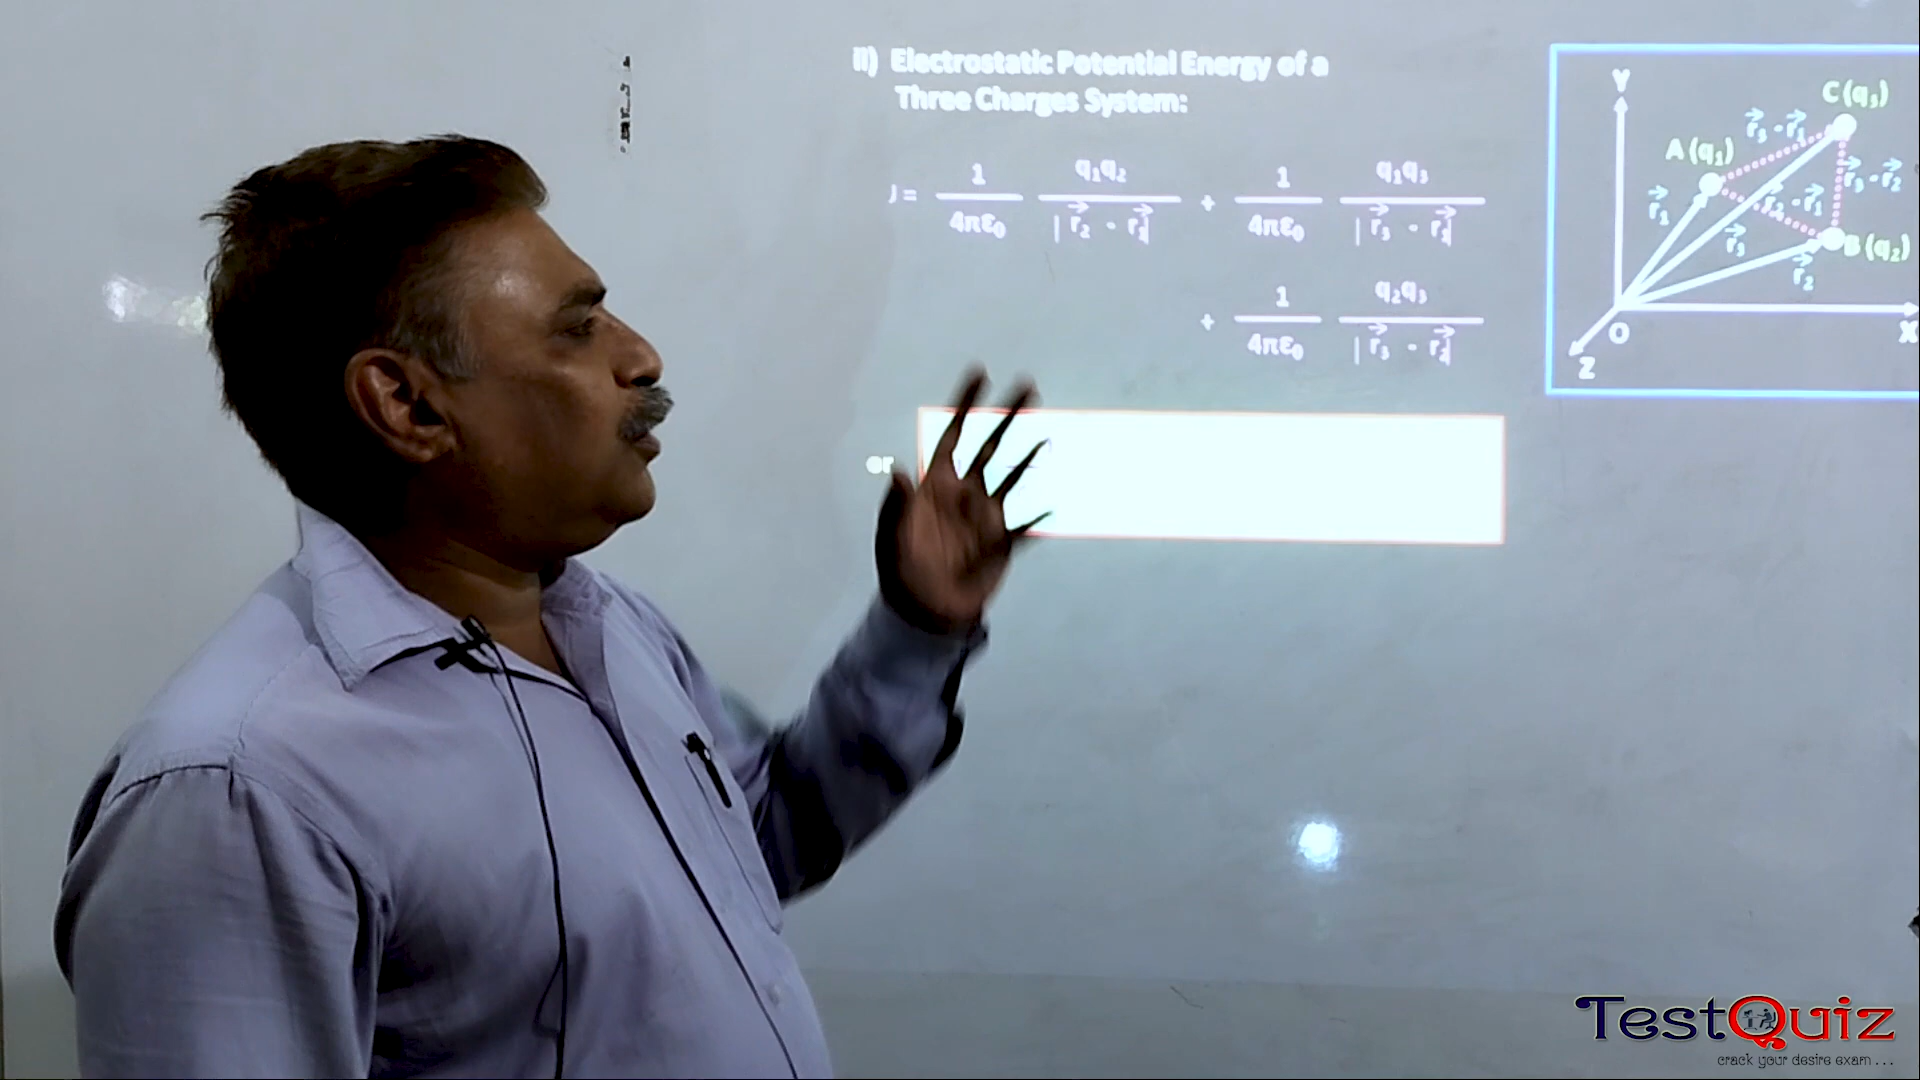 ii) Electrostatic Potential Energy of a
Three Charges System:
= 1/4πε₀ q₁q₂/| r⃗₂ - r⃗₁| + 1/4πε₀ q₁q₃/| r⃗₃ - r⃗₁|
+ 1/4πε₀ q₂q₃/| r⃗₃ - r⃗₂|
or
Y
C (q₃)
r⃗₃ - r⃗₁
A (q₁)
r⃗₃ - r⃗₂
r⃗₁
r⃗₂ - r⃗₁
r⃗₃
B (q₂)
r⃗₂
O
X
Z
TestQuiz
crack your desire exam ...